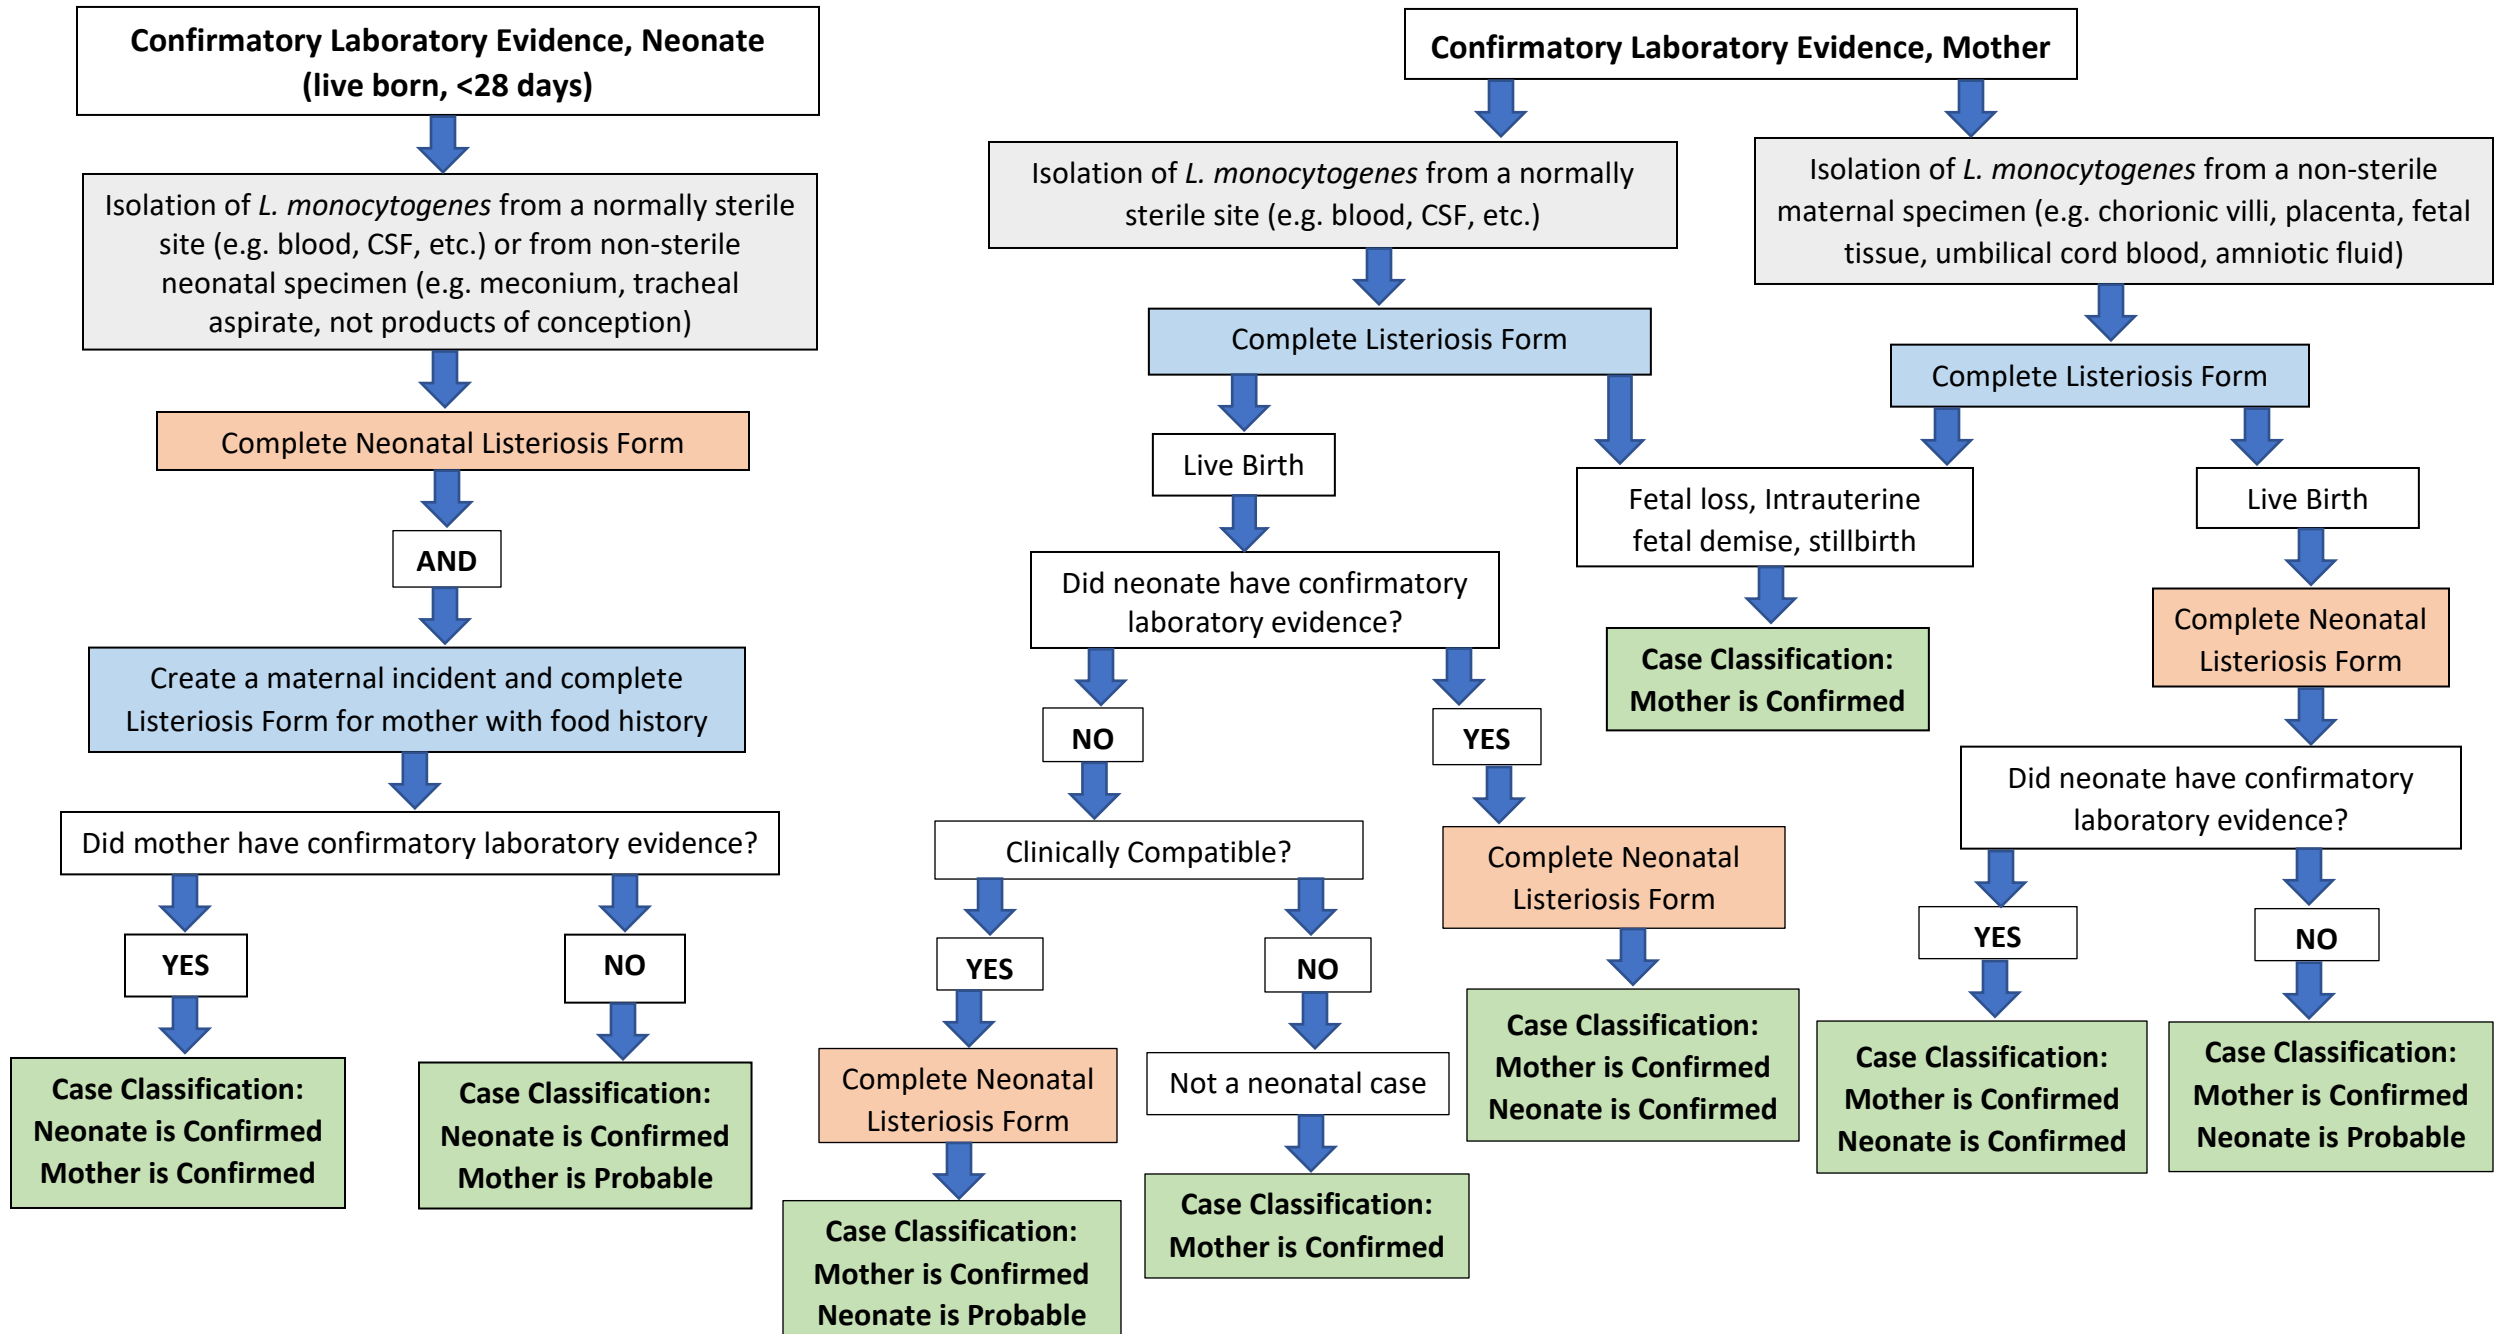 Confirmatory Laboratory Evidence, Neonate
(live born, <28 days)
Isolation of L. monocytogenes from a normally sterile
site (e.g. blood, CSF, etc.) or from non-sterile
neonatal specimen (e.g. meconium, tracheal
aspirate, not products of conception)
Complete Neonatal Listeriosis Form
AND
Create a maternal incident and complete
Listeriosis Form for mother with food history
Did mother have confirmatory laboratory evidence?
YES
NO
Case Classification:
Neonate is Confirmed
Mother is Confirmed
Case Classification:
Neonate is Confirmed
Mother is Probable
Confirmatory Laboratory Evidence, Mother
Isolation of L. monocytogenes from a normally
sterile site (e.g. blood, CSF, etc.)
Complete Listeriosis Form
Live Birth
Did neonate have confirmatory
laboratory evidence?
NO
YES
Clinically Compatible?
YES
NO
Complete Neonatal
Listeriosis Form
Case Classification:
Mother is Confirmed
Neonate is Probable
Not a neonatal case
Case Classification:
Mother is Confirmed
Complete Neonatal
Listeriosis Form
Case Classification:
Mother is Confirmed
Neonate is Confirmed
Fetal loss, Intrauterine
fetal demise, stillbirth
Case Classification:
Mother is Confirmed
Isolation of L. monocytogenes from a non-sterile
maternal specimen (e.g. chorionic villi, placenta, fetal
tissue, umbilical cord blood, amniotic fluid)
Complete Listeriosis Form
Live Birth
Complete Neonatal
Listeriosis Form
Did neonate have confirmatory
laboratory evidence?
YES
NO
Case Classification:
Mother is Confirmed
Neonate is Confirmed
Case Classification:
Mother is Confirmed
Neonate is Probable